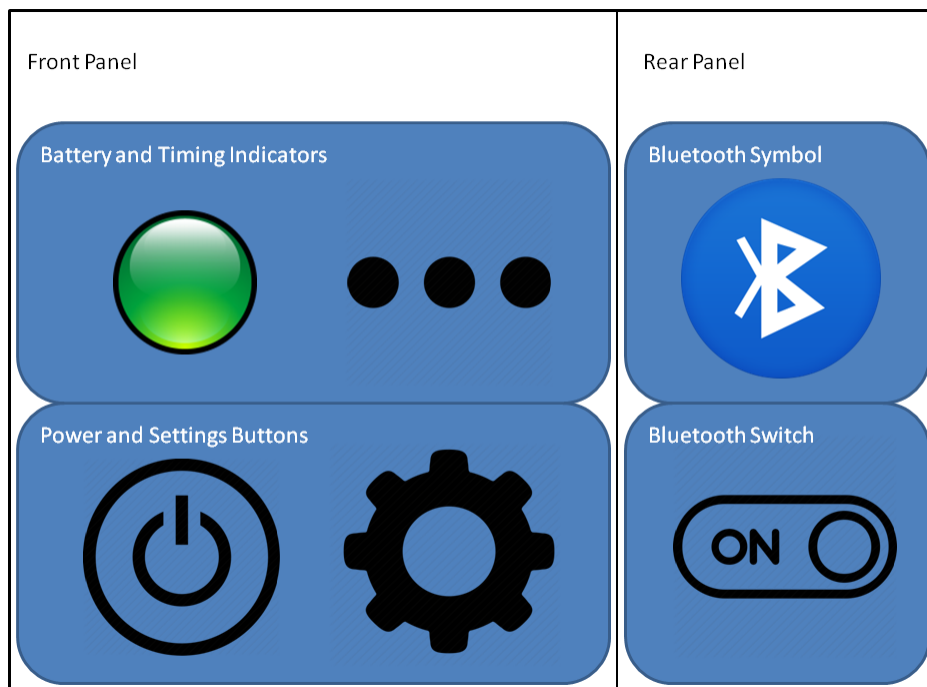 Front Panel
Rear Panel
Battery and Timing Indicators
Bluetooth Symbol
Power and Settings Buttons
Bluetooth Switch
ON